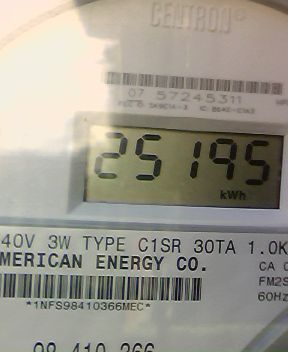 CENTRON®
07 57245311
25195
kWh
40V 3W TYPE C1SR 30TA 1.0K
MERICAN ENERGY CO.
CA 0
FM2S
60Hz
*1NFS98410366MEC*
98 410 366